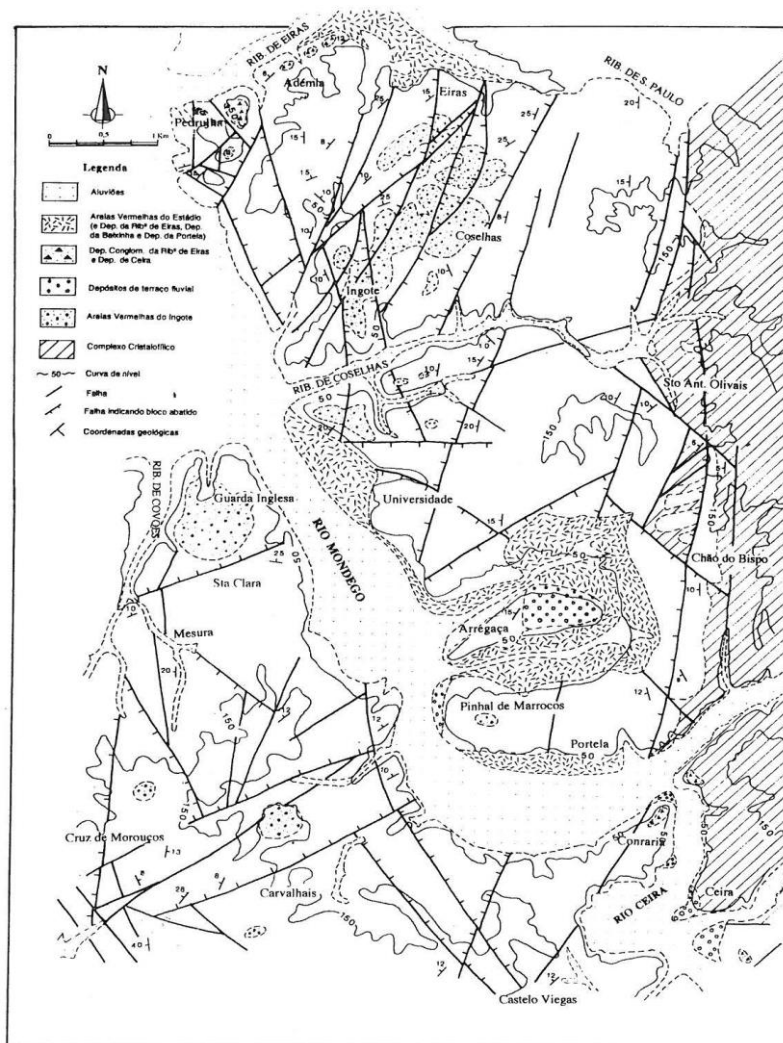 RIB. DE EIRAS
Adémia
Eiras
RIB. DE S. PAULO
N
Pedrulha
0 0,5 1 Km
Legenda
Aluviões
Areias Vermelhas do Estádio
(e Dep. da Ribª de Eiras, Dep.
da Baixinha e Dep. da Portela)
Dep. Conglom. da Ribª de Eiras
e Dep. de Ceira
Depósitos de terraço fluvial
Areias Vermelhas do Ingote
Complexo Cristalofílico
50 Curva de nível
Falha
Falha indicando bloco abatido
Coordenadas geológicas
Coselhas
Ingote
RIB. DE COSELHAS
Sto Ant. Olivais
RIB. DE COVÕES
Guarda Inglesa
Universidade
RIO MONDEGO
Chão do Bispo
Sta Clara
Arrégaça
Mesura
Pinhal de Marrocos
Portela
Cruz de Morouços
Carvalhais
Conraria
RIO CEIRA
Ceira
Castelo Viegas